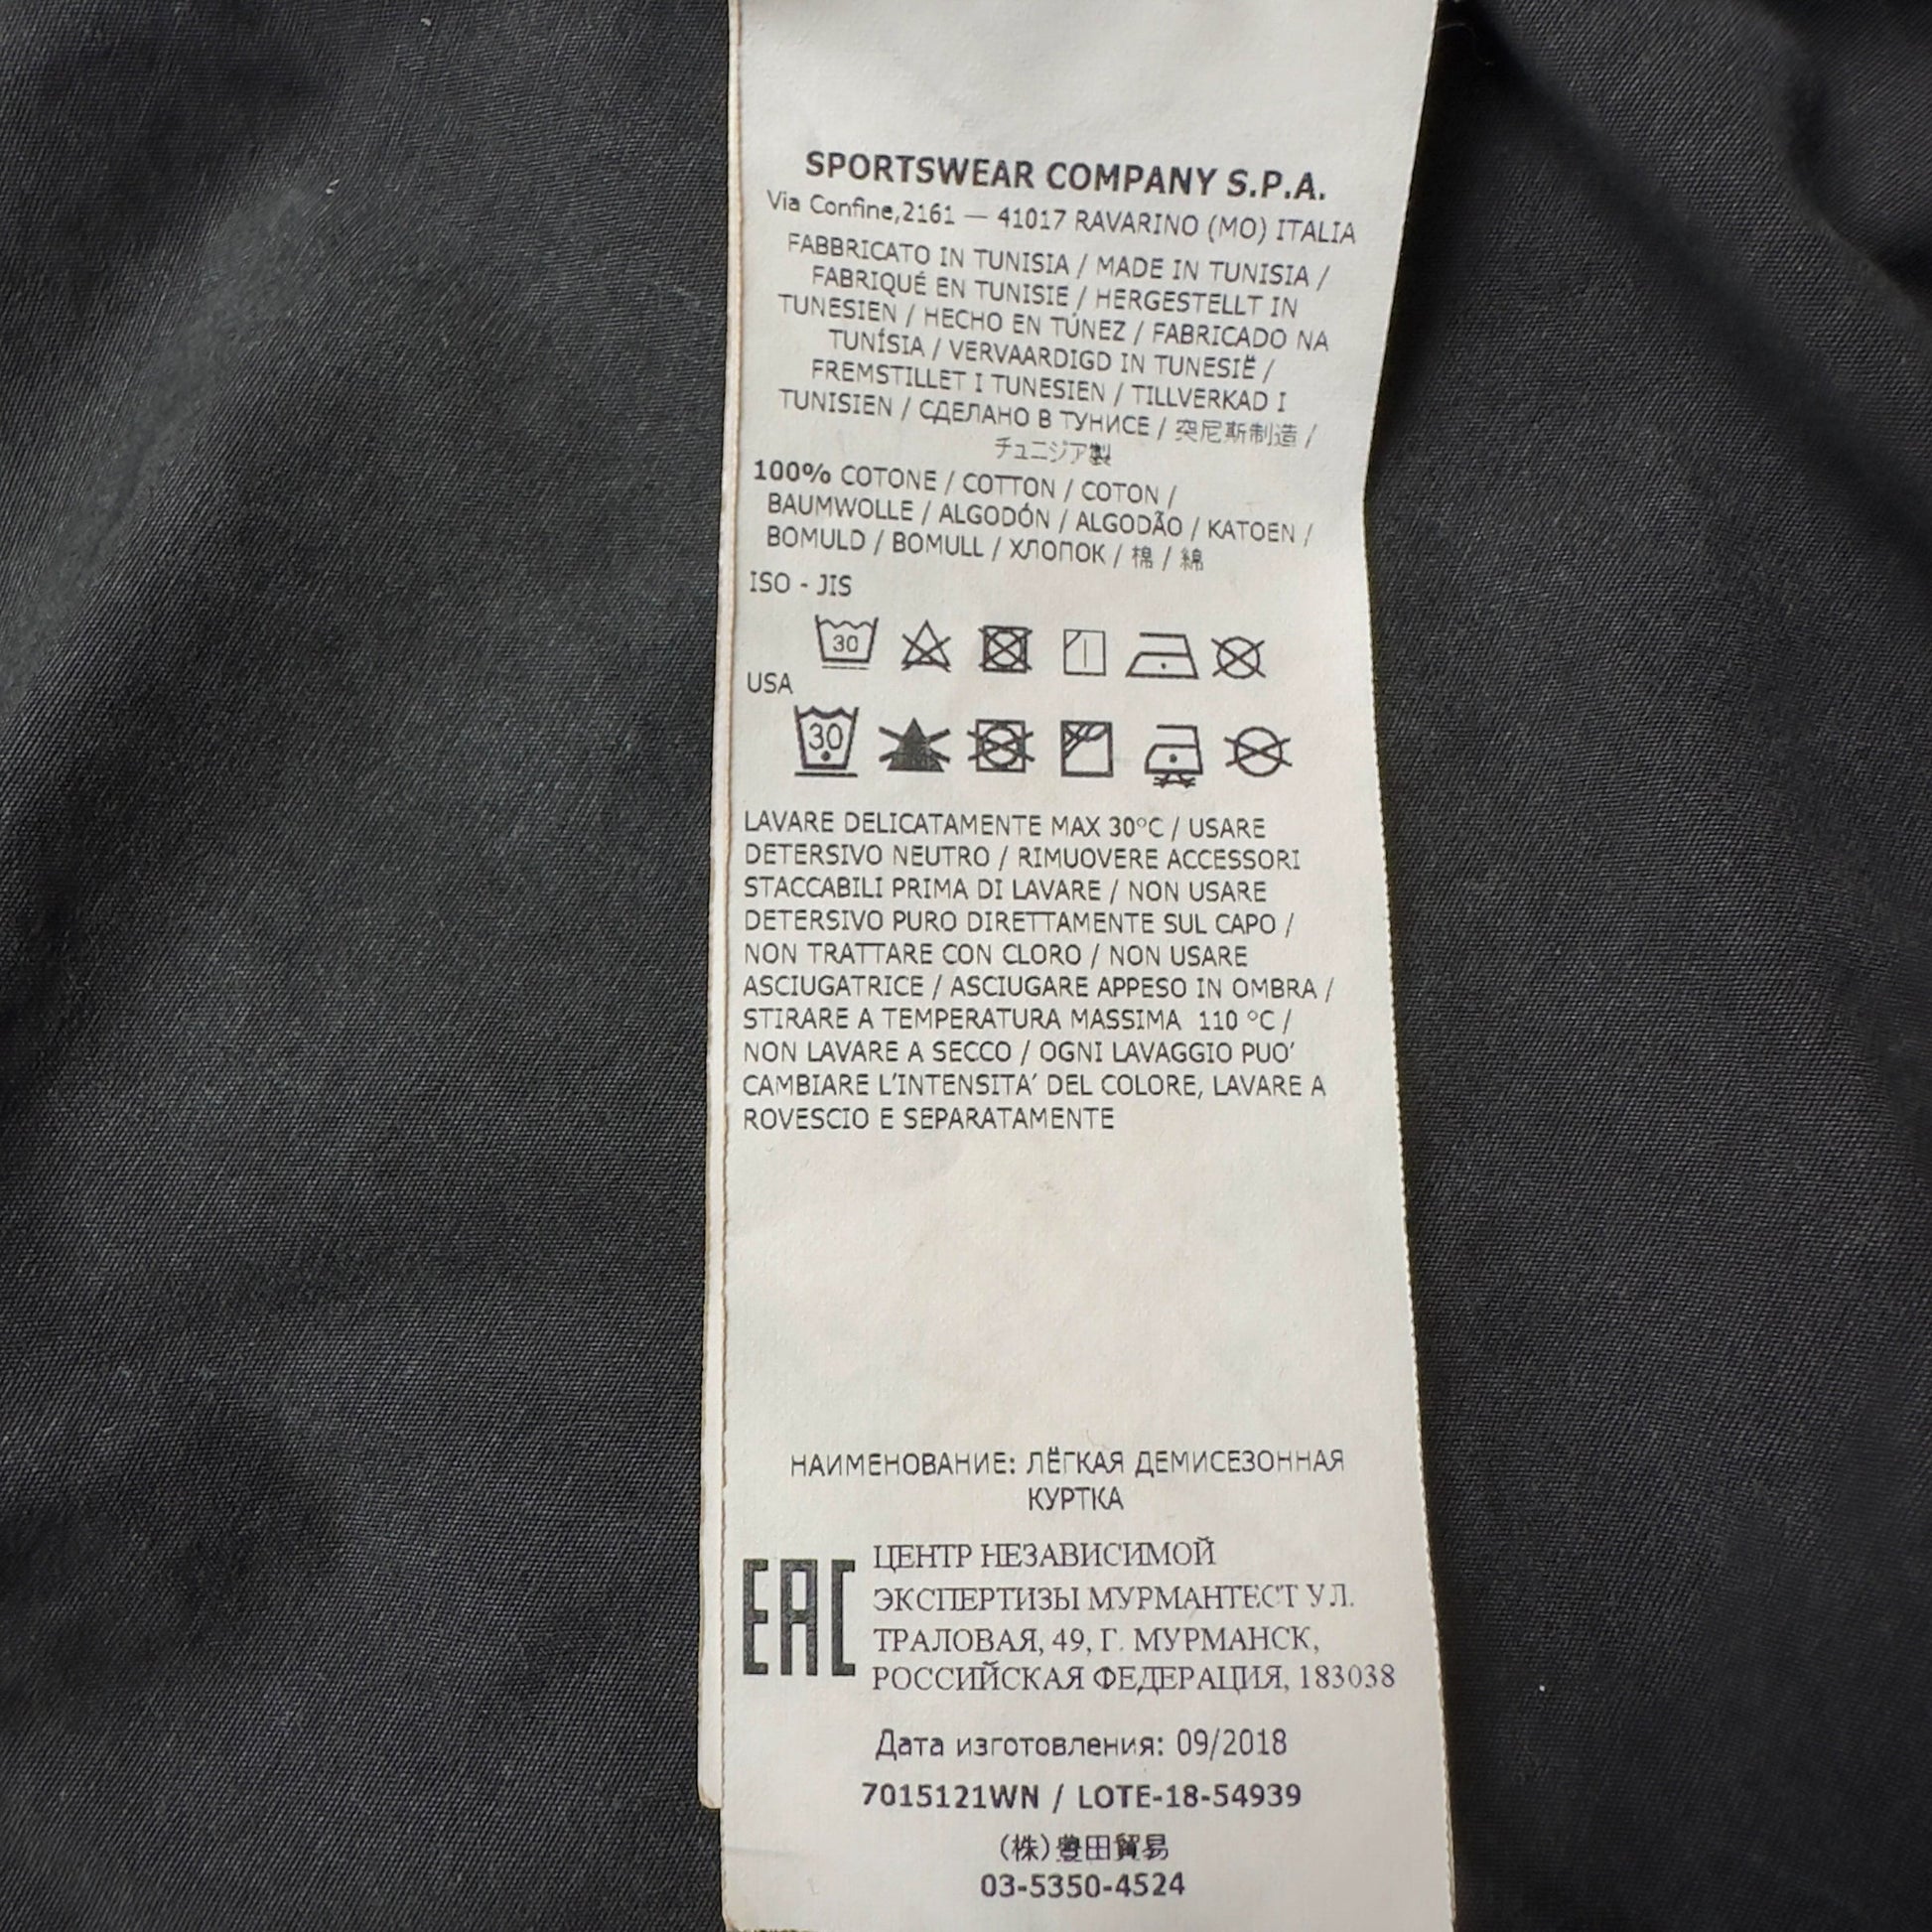 SPORTSWEAR COMPANY S.P.A.
Via Confine,2161 — 41017 RAVARINO (MO) ITALIA
FABBRICATO IN TUNISIA / MADE IN TUNISIA /
FABRIQUÉ EN TUNISIE / HERGESTELLT IN
TUNESIEN / HECHO EN TÚNEZ / FABRICADO NA
TUNÍSIA / VERVAARDIGD IN TUNESIË /
FREMSTILLET I TUNESIEN / TILLVERKAD I
TUNISIEN / СДЕЛАНО В ТУНИСЕ / 突尼斯制造 /
チュニジア製
100% COTONE / COTTON / COTON /
BAUMWOLLE / ALGODÓN / ALGODÃO / KATOEN /
BOMULD / BOMULL / ХЛОПОК / 棉 / 綿
ISO - JIS
30
USA
30
LAVARE DELICATAMENTE MAX 30°C / USARE
DETERSIVO NEUTRO / RIMUOVERE ACCESSORI
STACCABILI PRIMA DI LAVARE / NON USARE
DETERSIVO PURO DIRETTAMENTE SUL CAPO /
NON TRATTARE CON CLORO / NON USARE
ASCIUGATRICE / ASCIUGARE APPESO IN OMBRA /
STIRARE A TEMPERATURA MASSIMA 110 °C /
NON LAVARE A SECCO / OGNI LAVAGGIO PUO'
CAMBIARE L'INTENSITA' DEL COLORE, LAVARE A
ROVESCIO E SEPARATAMENTE
НАИМЕНОВАНИЕ: ЛЁГКАЯ ДЕМИСЕЗОННАЯ
КУРТКА
EAC
ЦЕНТР НЕЗАВИСИМОЙ
ЭКСПЕРТИЗЫ МУРМАНТЕСТ УЛ.
ТРАЛОВАЯ, 49, Г. МУРМАНСК,
РОССИЙСКАЯ ФЕДЕРАЦИЯ, 183038
Дата изготовления: 09/2018
7015121WN / LOTE-18-54939
(株)豊田貿易
03-5350-4524